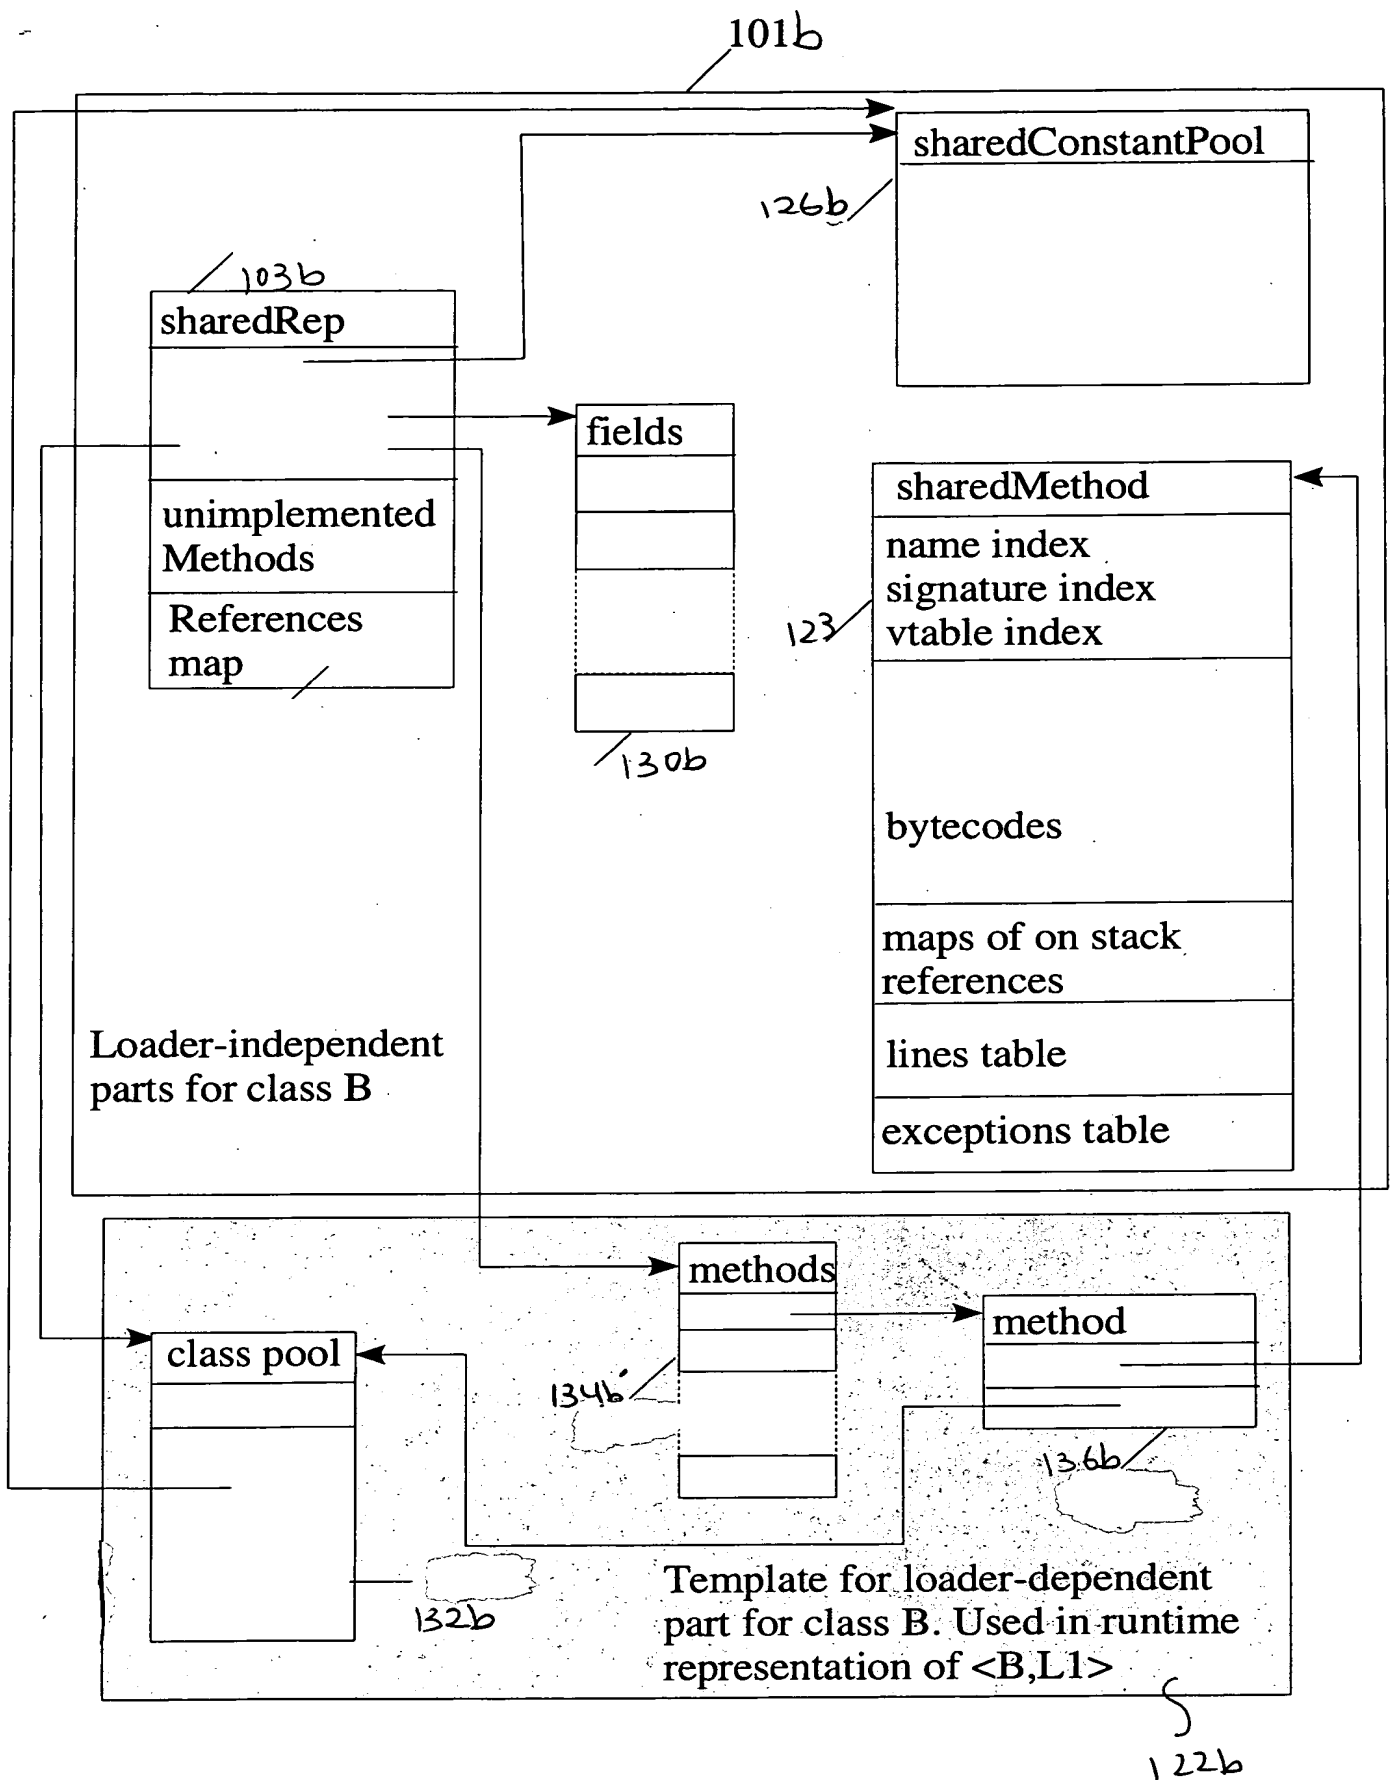 101b
sharedConstantPool
126b
103b
sharedRep
unimplemented
Methods
References
map
fields
130b
sharedMethod
name index
signature index
vtable index
123
bytecodes
maps of on stack
references
lines table
exceptions table
Loader-independent
parts for class B
methods
method
class pool
134b
136b
132b
Template for loader-dependent
part for class B. Used in runtime
representation of <B,L1>
122b